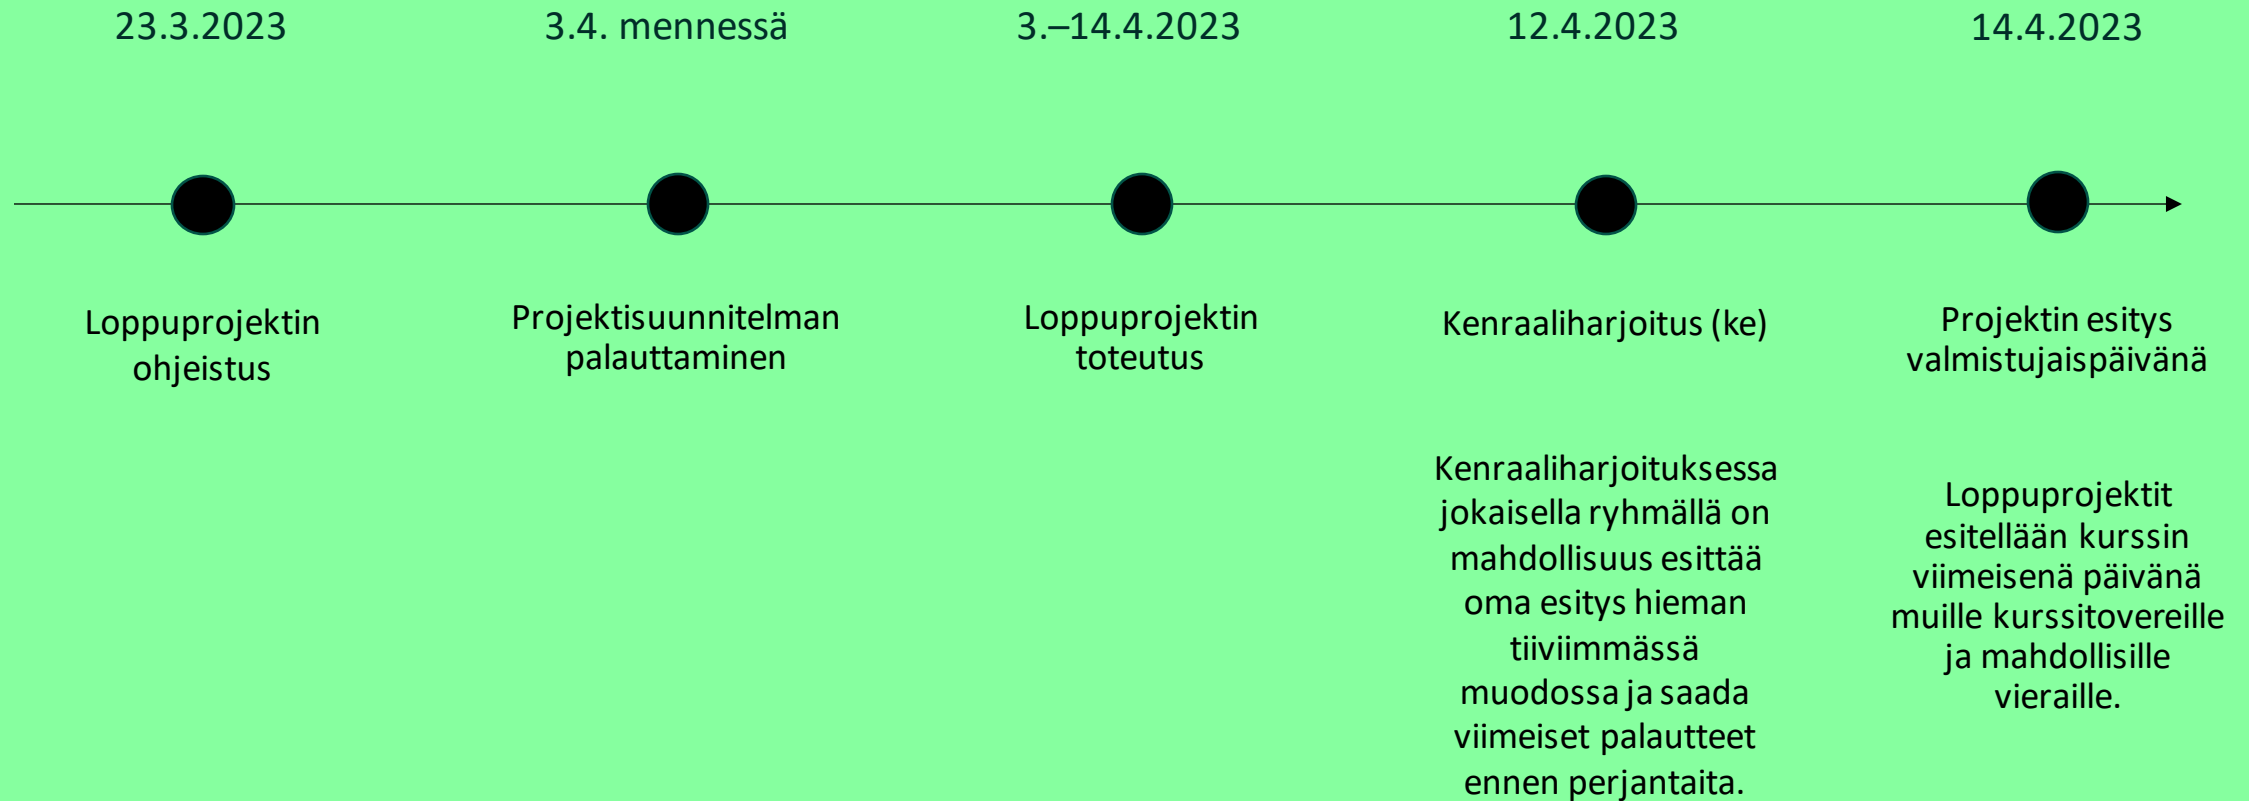 23.3.2023
3.4. mennessä
3.–14.4.2023
12.4.2023
14.4.2023
Loppuprojektin
ohjeistus
Projektisuunnitelman
palauttaminen
Loppuprojektin
toteutus
Kenraaliharjoitus (ke)
Projektin esitys
valmistujaispäivänä
Kenraaliharjoituksessa
jokaisella ryhmällä on
mahdollisuus esittää
oma esitys hieman
tiiviimmässä
muodossa ja saada
viimeiset palautteet
ennen perjantaita.
Loppuprojektit
esitellään kurssin
viimeisenä päivänä
muille kurssitovereille
ja mahdollisille
vieraille.